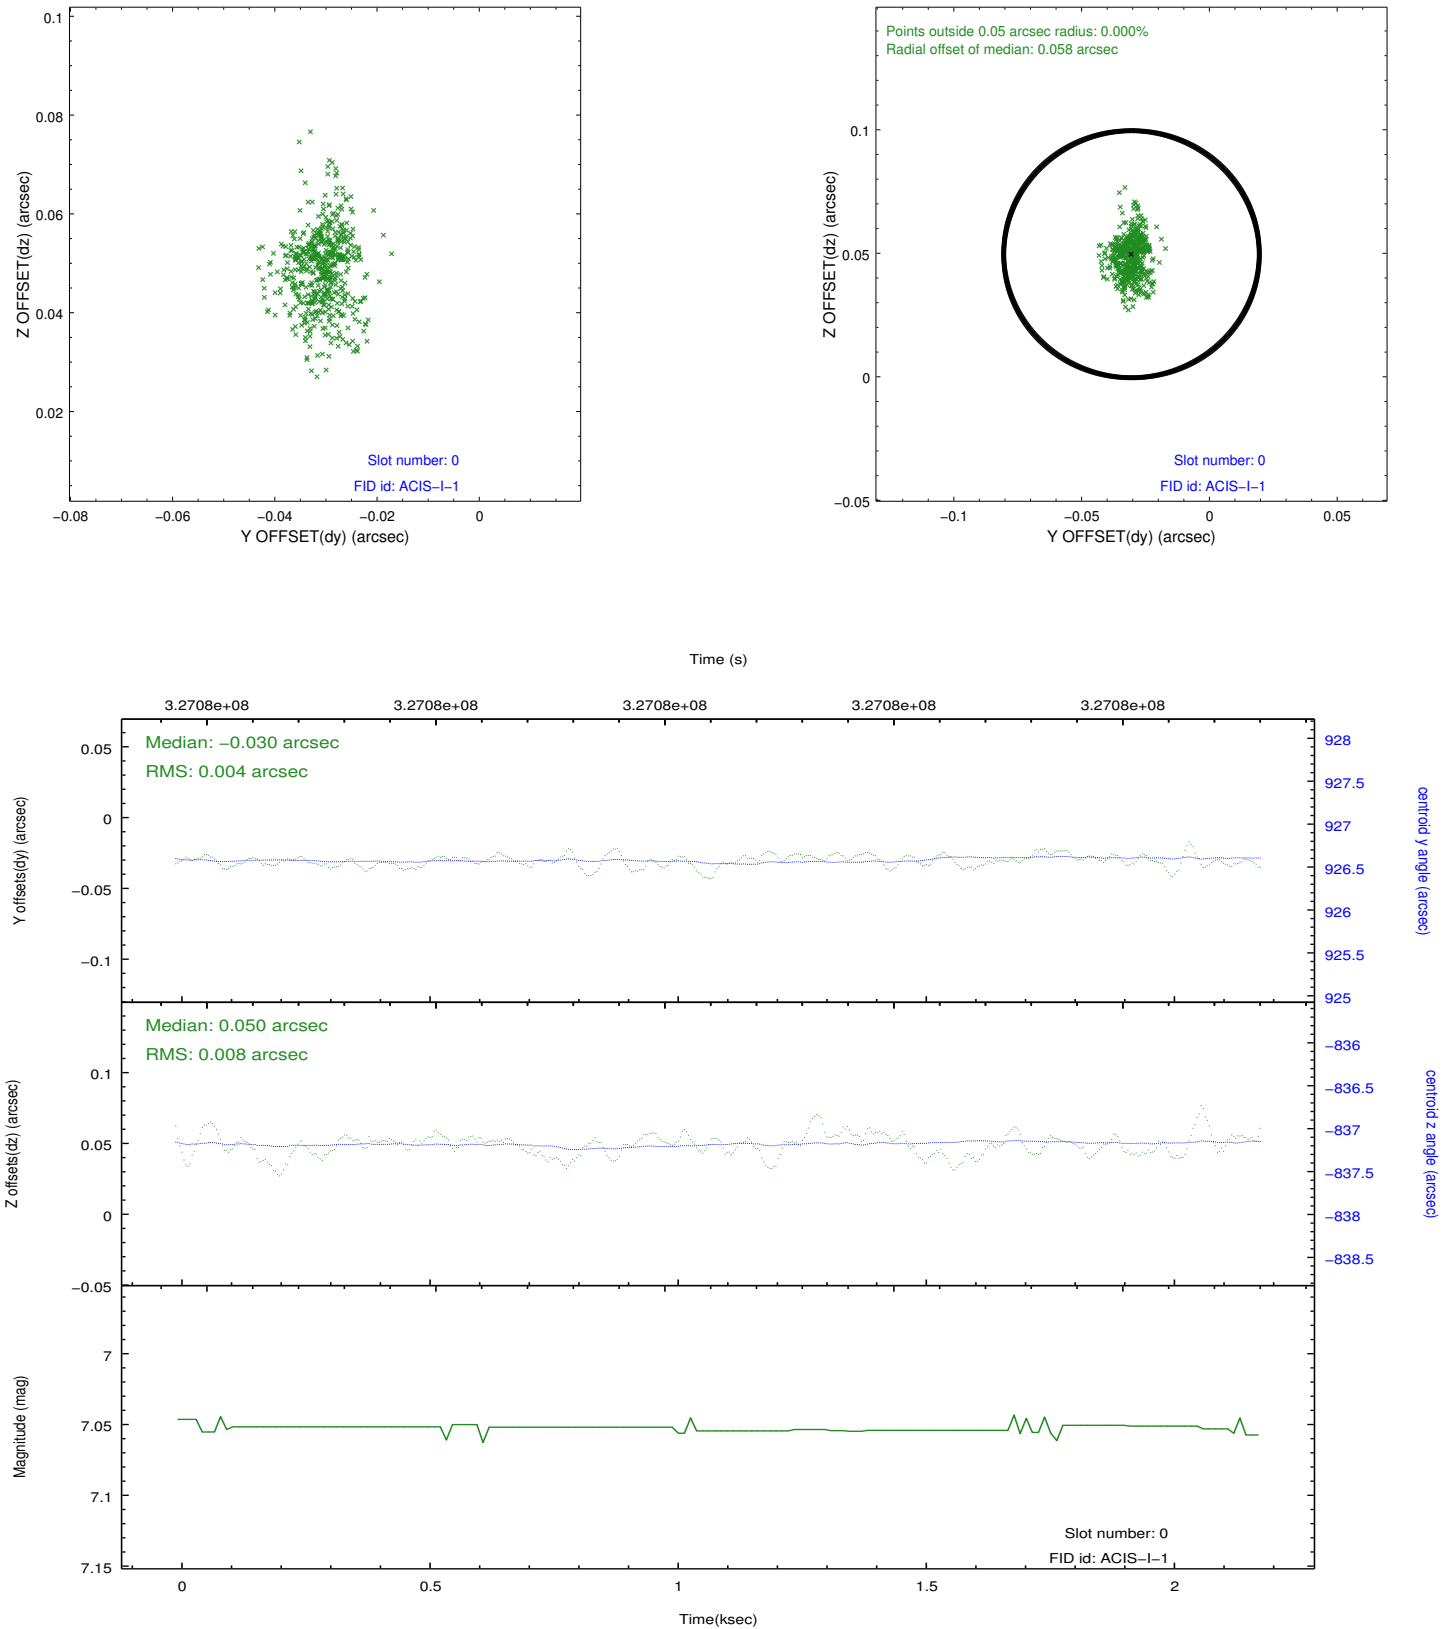 0.1
0.08
0.06
0.04
0.02
Z OFFSET(dz) (arcsec)
Slot number: 0
FID id: ACIS−I−1
−0.08 −0.06 −0.04 −0.02 0
Y OFFSET(dy) (arcsec)
Points outside 0.05 arcsec radius: 0.000%
Radial offset of median: 0.058 arcsec
0.1
0.05
0
−0.05
Z OFFSET(dz) (arcsec)
Slot number: 0
FID id: ACIS−I−1
−0.1 −0.05 0 0.05
Y OFFSET(dy) (arcsec)
Time (s)
3.2708e+08 3.2708e+08 3.2708e+08 3.2708e+08 3.2708e+08
Median: −0.030 arcsec
RMS: 0.004 arcsec
0.05
0
−0.05
−0.1
Y offsets(dy) (arcsec)
928
927.5
927
926.5
926
925.5
925
centroid y angle (arcsec)
Median: 0.050 arcsec
RMS: 0.008 arcsec
0.1
0.05
0
−0.05
Z offsets(dz) (arcsec)
−836
−836.5
−837
−837.5
−838
−838.5
centroid z angle (arcsec)
7
7.05
7.1
7.15
Magnitude (mag)
Slot number: 0
FID id: ACIS−I−1
0 0.5 1 1.5 2
Time(ksec)